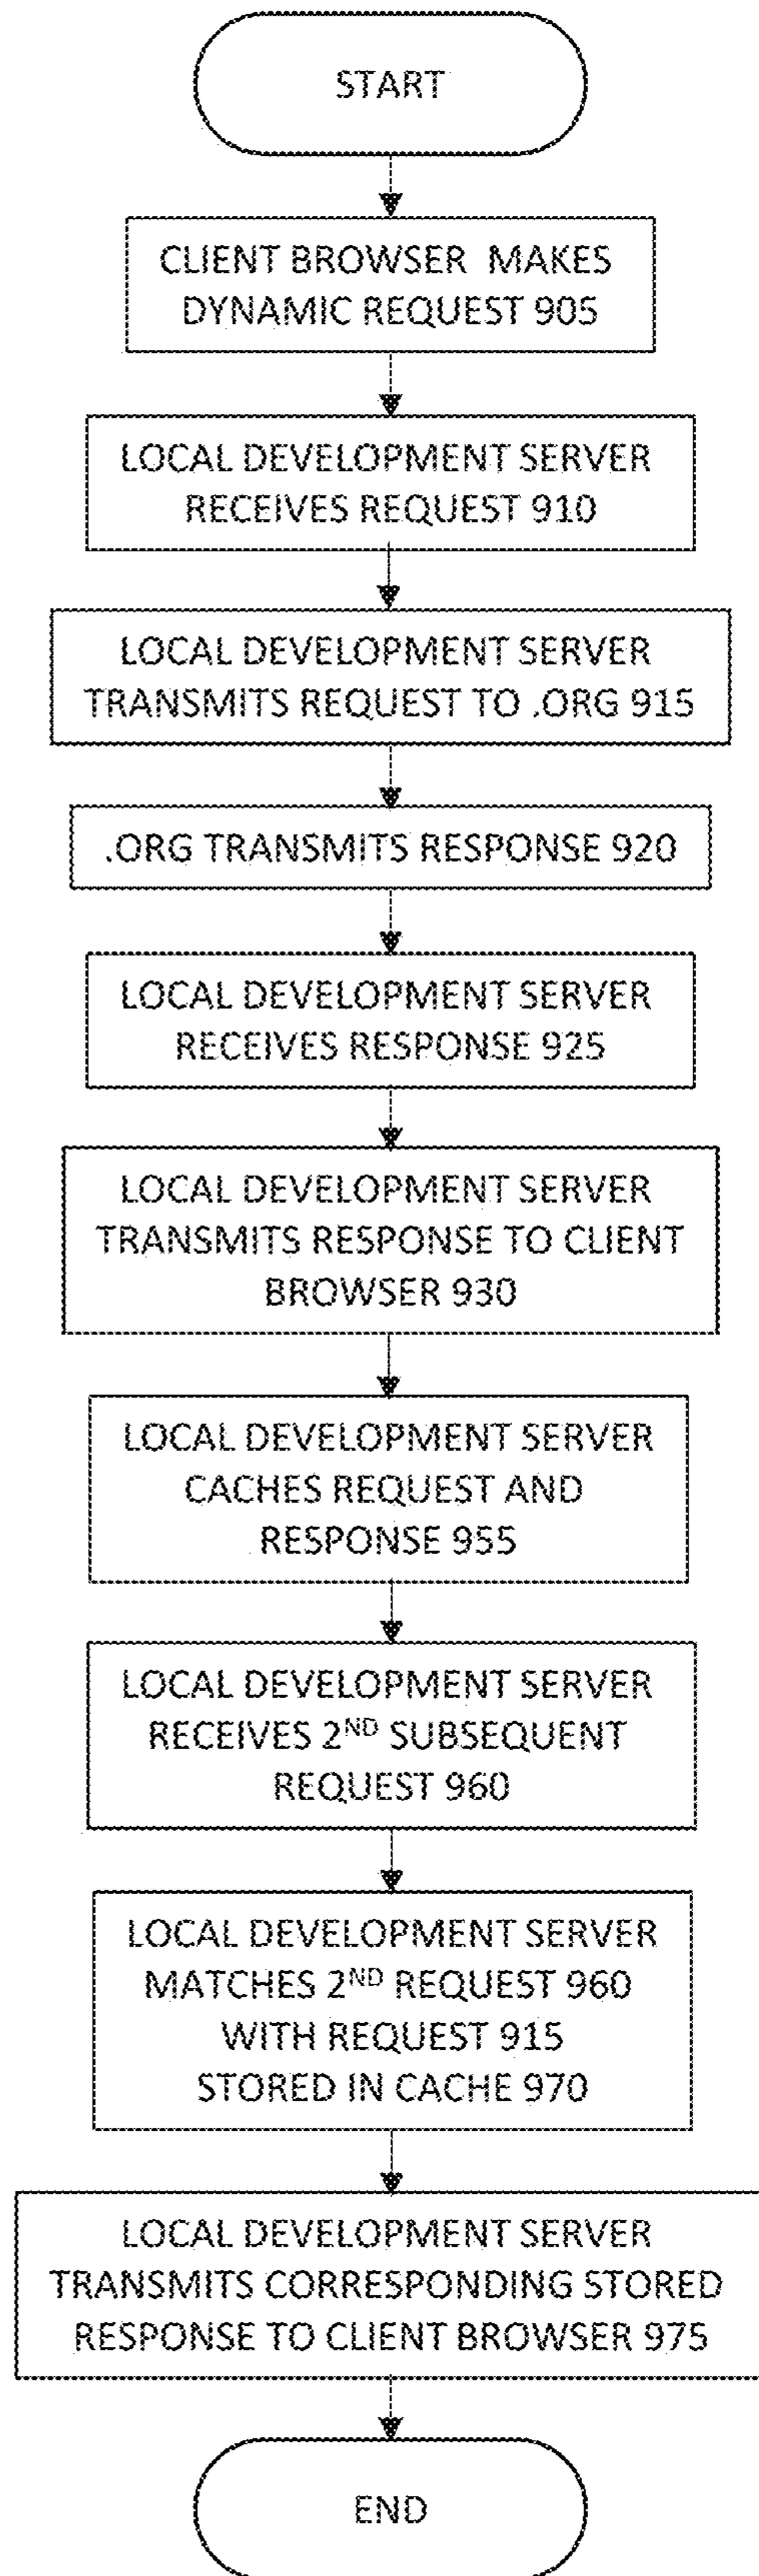 START
CLIENT BROWSER MAKES
DYNAMIC REQUEST 905
LOCAL DEVELOPMENT SERVER
RECEIVES REQUEST 910
LOCAL DEVELOPMENT SERVER
TRANSMITS REQUEST TO .ORG 915
.ORG TRANSMITS RESPONSE 920
LOCAL DEVELOPMENT SERVER
RECEIVES RESPONSE 925
LOCAL DEVELOPMENT SERVER
TRANSMITS RESPONSE TO CLIENT
BROWSER 930
LOCAL DEVELOPMENT SERVER
CACHES REQUEST AND
RESPONSE 955
LOCAL DEVELOPMENT SERVER
RECEIVES 2ND SUBSEQUENT
REQUEST 960
LOCAL DEVELOPMENT SERVER
MATCHES 2ND REQUEST 960
WITH REQUEST 915
STORED IN CACHE 970
LOCAL DEVELOPMENT SERVER
TRANSMITS CORRESPONDING STORED
RESPONSE TO CLIENT BROWSER 975
END